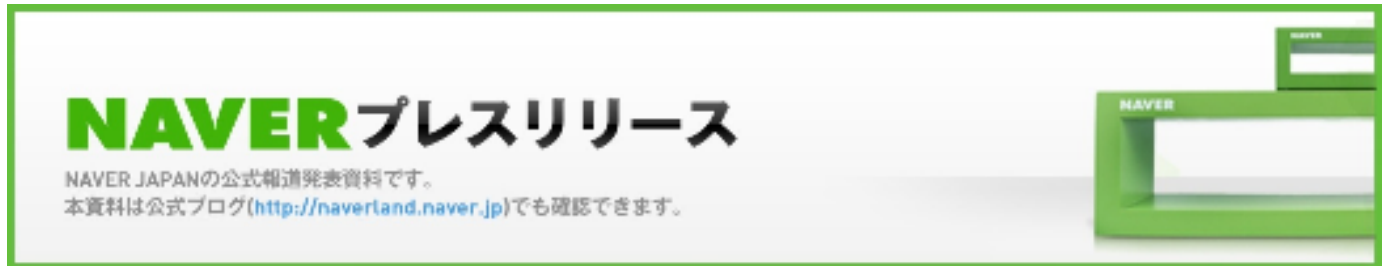 NAVERプレスリリース
NAVER JAPANの公式報道発表資料です。
本資料は公式ブログ(http://naverland.naver.jp)でも確認できます。
NAVER
NAVER